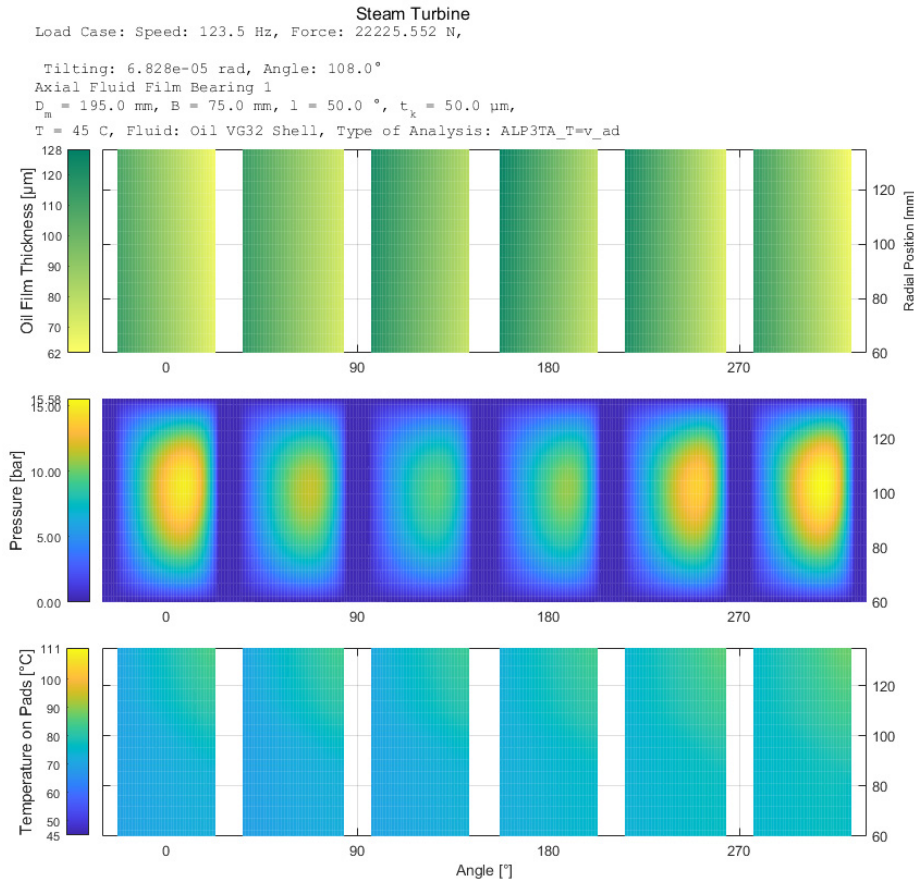 Steam Turbine
Load Case: Speed: 123.5 Hz, Force: 22225.552 N,
Tilting: 6.828e-05 rad, Angle: 108.0°
Axial Fluid Film Bearing 1
D_m = 195.0 mm, B = 75.0 mm, l = 50.0 °, t_k = 50.0 μm,
T = 45 C, Fluid: Oil VG32 Shell, Type of Analysis: ALP3TA_T=v_ad
Oil Film Thickness [μm]
128
120
110
100
90
80
70
62
Radial Position [mm]
120
100
80
60
0 90 180 270
Pressure [bar]
15.58
15.00
10.00
5.00
0.00
120
100
80
60
0 90 180 270
Temperature on Pads [°C]
111
100
90
80
70
60
50
45
120
100
80
60
0 90 180 270
Angle [°]